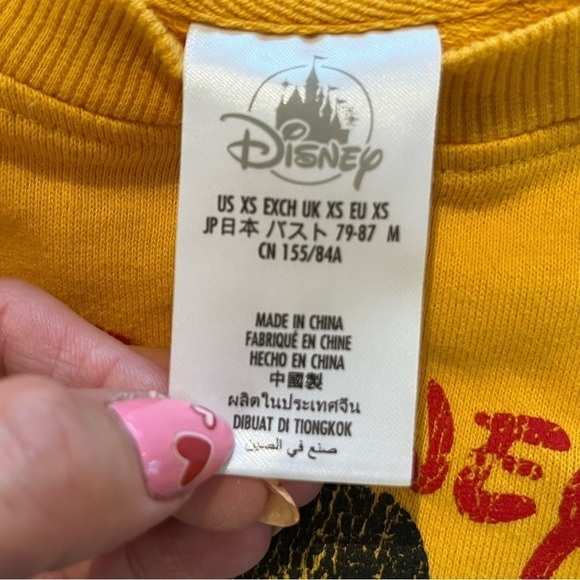 Disney
US XS EXCH UK XS EU XS
JP日本 バスト 79-87 M
CN 155/84A
MADE IN CHINA
FABRIQUÉ EN CHINE
HECHO EN CHINA
中國製
ผลิตในประเทศจีน
DIBUAT DI TIONGKOK
صنع في الصين